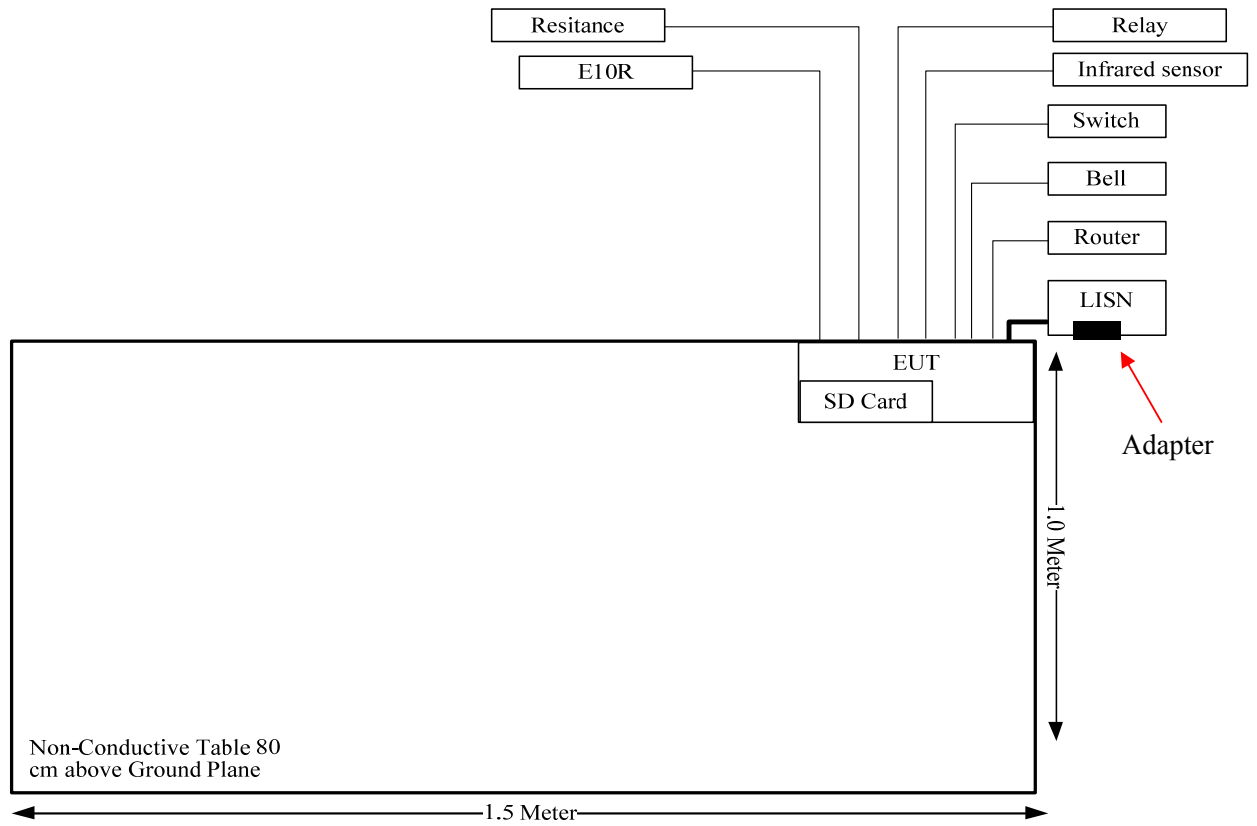 Resitance
Relay
E10R
Infrared sensor
Switch
Bell
Router
LISN
EUT
SD Card
Adapter
1.0 Meter
Non-Conductive Table 80
cm above Ground Plane
1.5 Meter